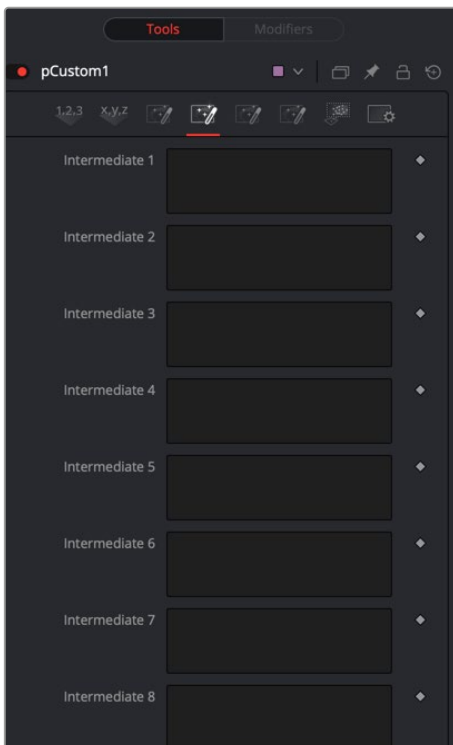 Tools Modifiers
pCustom1
1,2,3 x,y,z
Intermediate 1
Intermediate 2
Intermediate 3
Intermediate 4
Intermediate 5
Intermediate 6
Intermediate 7
Intermediate 8